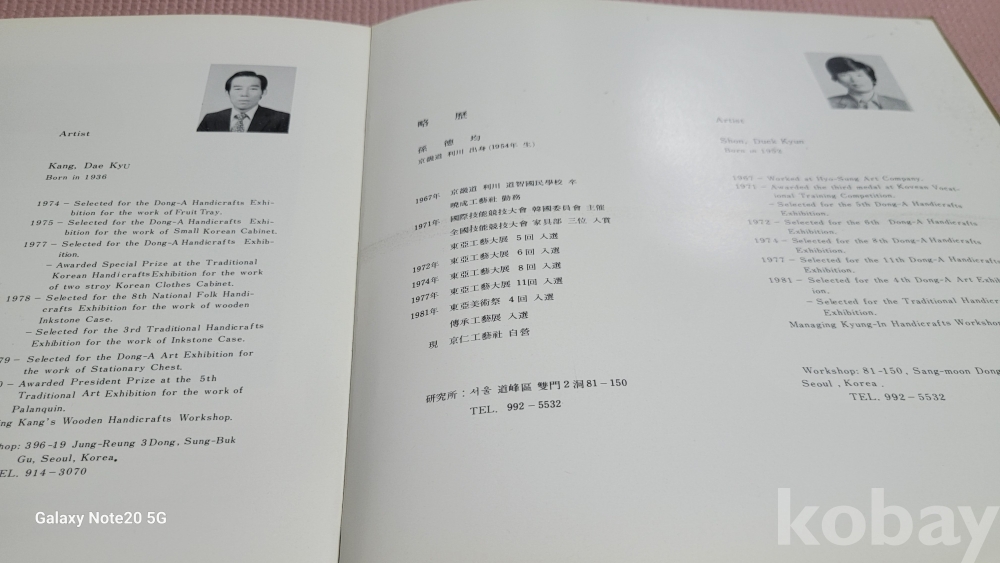 Artist
Kang, Dae Kyu
Born in 1936
1974 – Selected for the Dong-A Handicrafts Exhi-
bition for the work of Fruit Tray.
1975 – Selected for the Dong-A Handicrafts Exhi-
bition for the work of Small Korean Cabinet.
1977 – Selected for the Dong-A Handicrafts Exhib-
ition.
– Awarded Special Prize at the Traditional
Korean Handicrafts Exhibition for the work
of two stroy Korean Clothes Cabinet.
1978 – Selected for the 8th National Folk Handi-
crafts Exhibition for the work of wooden
Inkstone Case.
– Selected for the 3rd Traditional Handicrafts
Exhibition for the work of Inkstone Case.
79 – Selected for the Dong-A Art Exhibition for
the work of Stationary Chest.
0 – Awarded President Prize at the 5th
Traditional Art Exhibition for the work of
Palanquin.
ng Kang's Wooden Handicrafts Workshop.
hop: 396-19 Jung-Reung 3Dong, Sung-Buk
Gu, Seoul, Korea.
EL. 914-3070
略 歷
孫 德 均
京畿道 利川 出身 (1954年 生)
1967年 京畿道 利川 道智國民學校 卒
曉成工藝社 勤務
1971年 國際技能競技大會 韓國委員會 主催
全國技能競技大會 家具部 三位 入賞
東亞工藝大展 5回 入選
1972年 東亞工藝大展 6回 入選
1974年 東亞工藝大展 8回 入選
1977年 東亞工藝大展 11回 入選
1981年 東亞美術祭 4回 入選
傳承工藝展 入選
現 京仁工藝社 自營
研究所 : 서울 道峰區 雙門2洞81-150
TEL. 992-5532
Artist
Shon, Duck Kyun
Born in
1967 – Worked at Hyo-Sung Art Company.
1971 – Awarded the third medal at Korean Vocat-
ional Training Competition.
– Selected for the 5th Dong-A Handicrafts
Exhibition.
1972 – Selected for the 6th Dong-A Handicrafts
Exhibition.
1974 – Selected for the 8th Dong-A Handicrafts
Exhibition.
1977 – Selected for the 11th Dong-A Handicrafts
Exhibition.
1981 – Selected for the 4th Dong-A Art Exhi
ion.
– Selected for the Traditional Handicr
Exhibition.
Managing Kyung-In Handicrafts Workshop
Workshop: 81-150, Sang-moon Dong
Seoul, Korea.
TEL. 992-5532
Galaxy Note20 5G
kobay